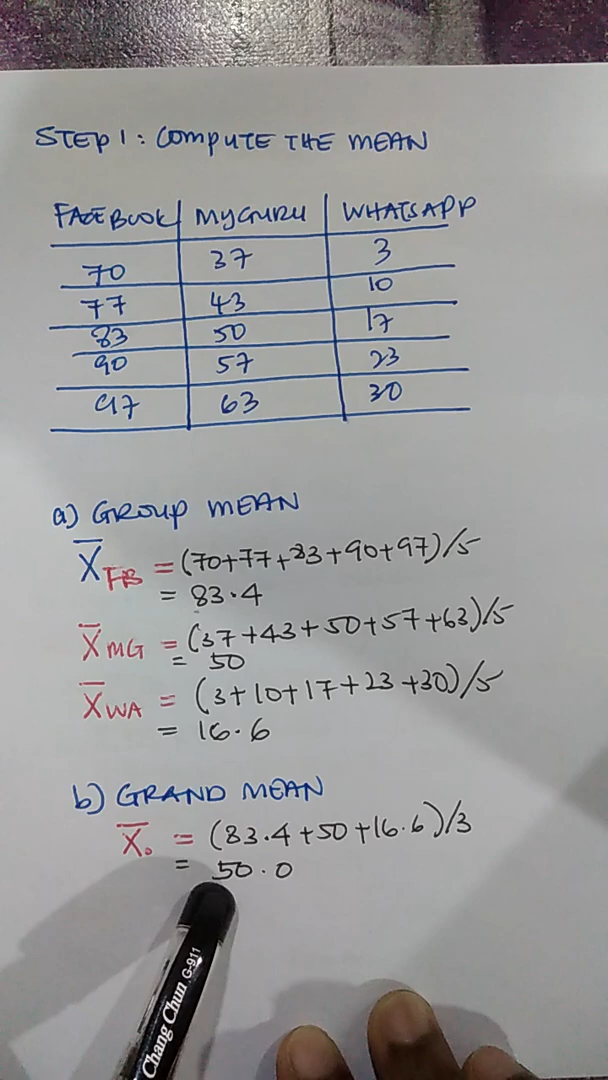 STEP 1: COMPUTE THE MEAN
FACEBOOK MYGURU WHATSAPP
70 37 3
77 43 10
83 50 17
90 57 23
97 63 30
a) GROUP MEAN
X̄FB = (70+77+83+90+97)/5
= 83.4
X̄MG = (37+43+50+57+63)/5
= 50
X̄WA = (3+10+17+23+30)/5
= 16.6
b) GRAND MEAN
X̄. = (83.4+50+16.6)/3
= 50.0
Chang Chun G-911